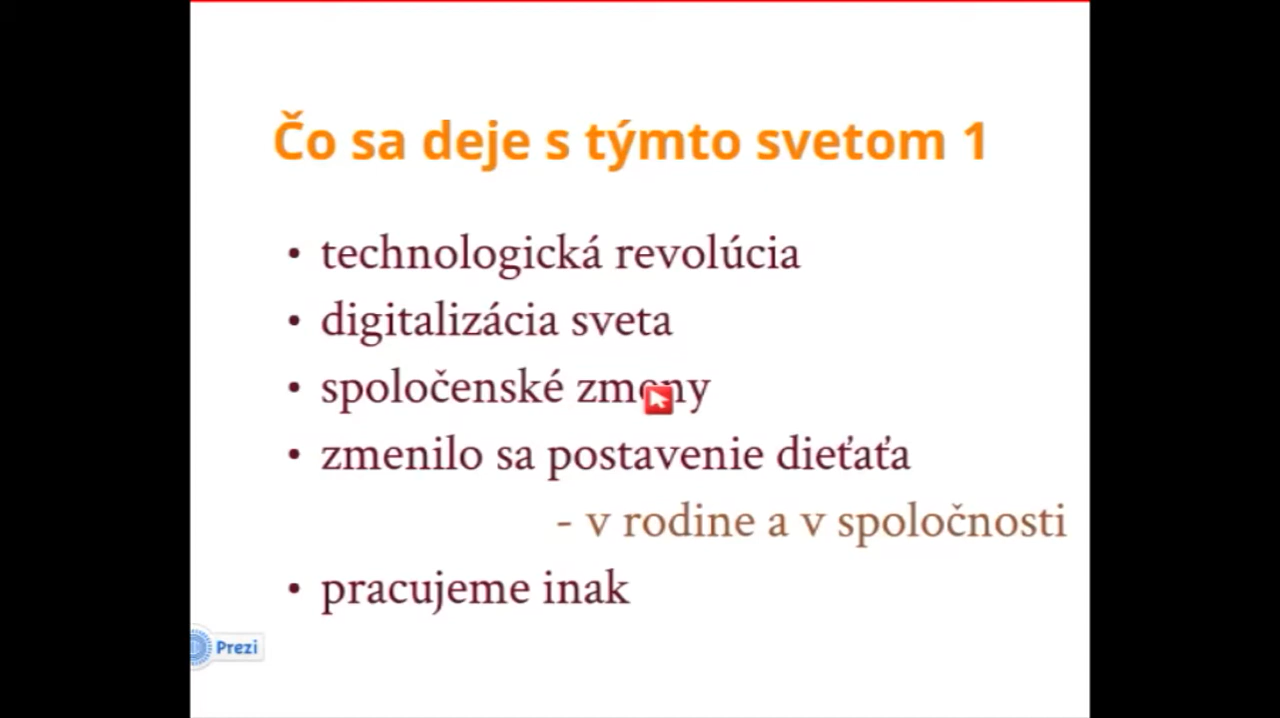 Čo sa deje s týmto svetom 1
• technologická revolúcia
• digitalizácia sveta
• spoločenské zmeny
• zmenilo sa postavenie dieťaťa
- v rodine a v spoločnosti
• pracujeme inak
Prezi